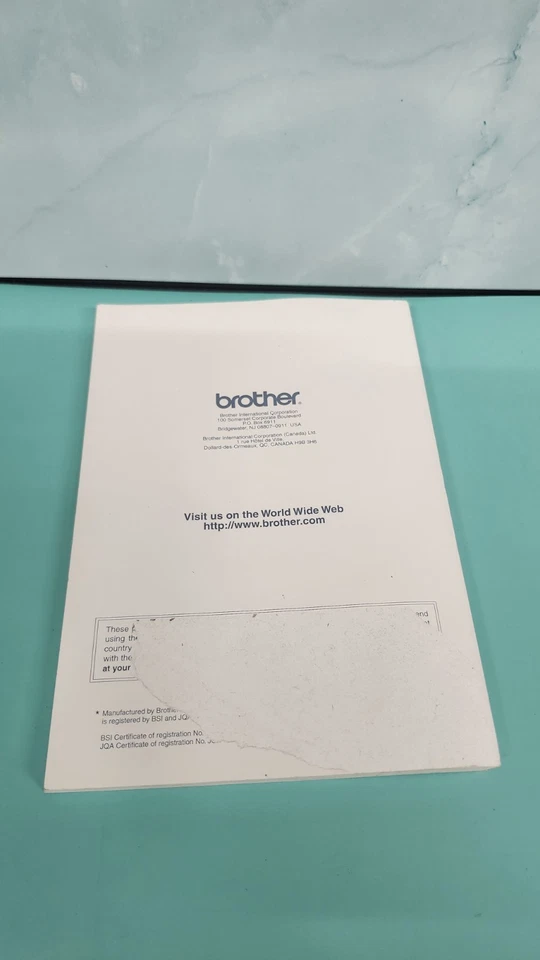 brother®
Brother International Corporation
100 Somerset Corporate Boulevard
P.O. Box 6911
Bridgewater, NJ 08807-0911 USA
Brother International Corporation (Canada) Ltd.
1 rue Hôtel de Ville,
Dollard-des-Ormeaux, QC, CANADA H9B 3H6
Visit us on the World Wide Web
http://www.brother.com
These
and
using
country
with the
at your
* Manufactured by
is registered by BSI and
BSI Certificate of registration No.
JQA Certificate of registration No.